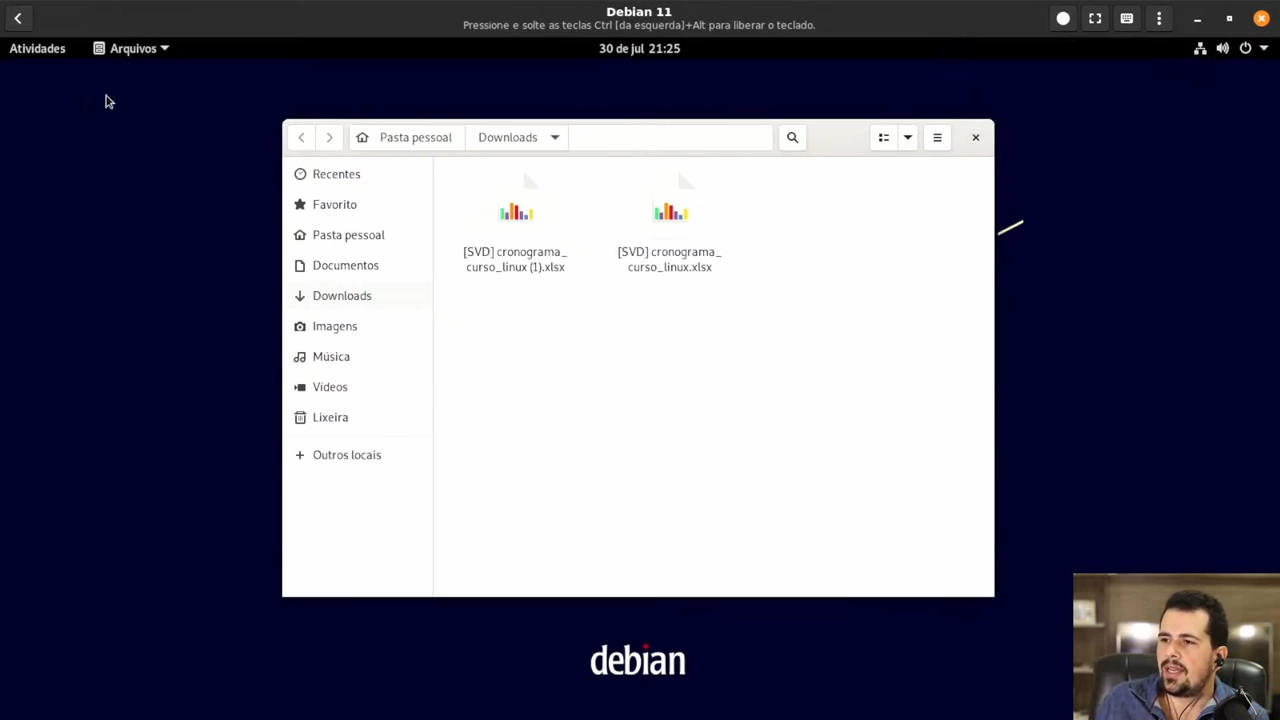 Debian 11
Pressione e solte as teclas Ctrl [da esquerda]+Alt para liberar o teclado.
Atividades
Arquivos
30 de jul 21:25
Pasta pessoal
Downloads
Recentes
Favorito
Pasta pessoal
Documentos
Downloads
Imagens
Música
Vídeos
Lixeira
Outros locais
[SVD] cronograma_
curso_linux (1).xlsx
[SVD] cronograma_
curso_linux.xlsx
debian